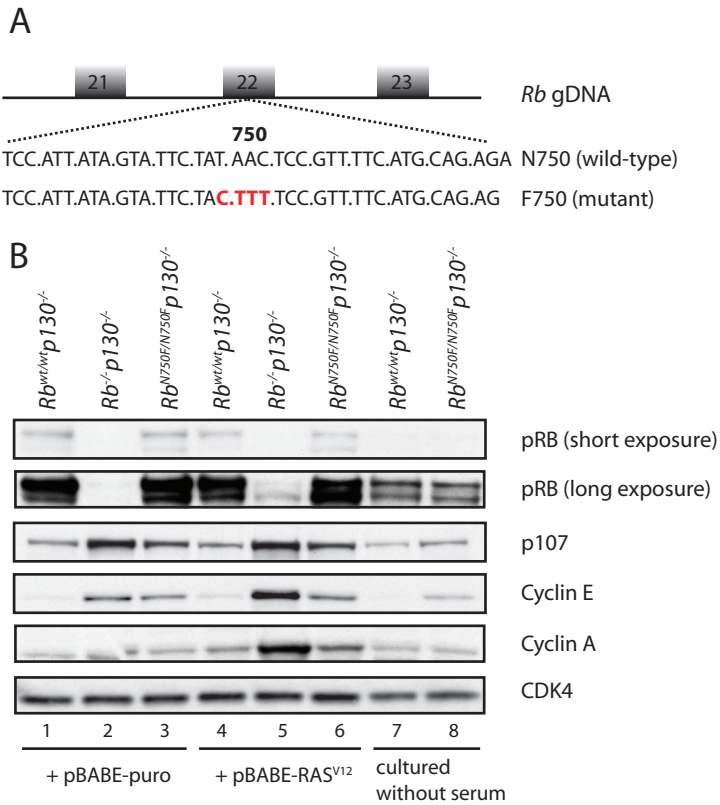 A
21 22 23
Rb gDNA
750
TCC.ATT.ATA.GTA.TTC.TAT. AAC.TCC.GTT.TTC.ATG.CAG.AGA N750 (wild-type)
TCC.ATT.ATA.GTA.TTC.TAC.TTT.TCC.GTT.TTC.ATG.CAG.AG F750 (mutant)
B
Rbwt/wtp130-/-
Rb-/-p130-/-
RbN750F/N750Fp130-/-
Rbwt/wtp130-/-
Rb-/-p130-/-
RbN750F/N750Fp130-/-
Rbwt/wtp130-/-
RbN750F/N750Fp130-/-
pRB (short exposure)
pRB (long exposure)
p107
Cyclin E
Cyclin A
CDK4
1 2 3 4 5 6 7 8
+ pBABE-puro
+ pBABE-RASV12
cultured
without serum